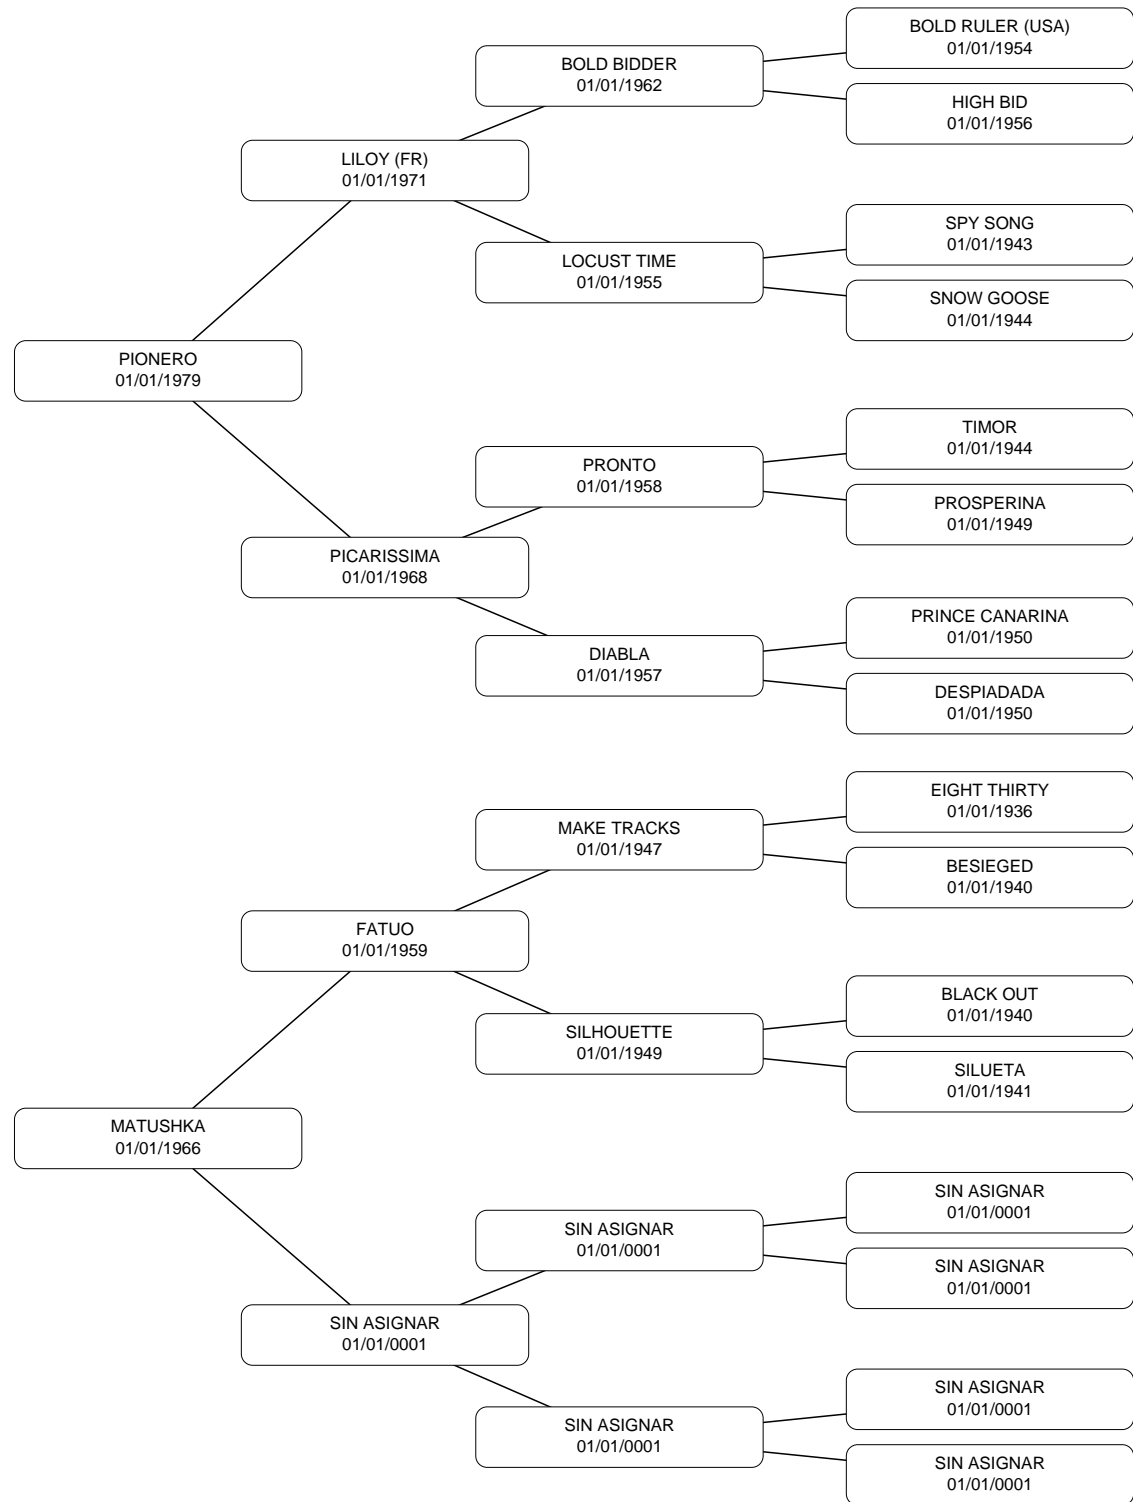 BOLD RULER (USA)
01/01/1954
BOLD BIDDER
01/01/1962
HIGH BID
01/01/1956
LILOY (FR)
01/01/1971
SPY SONG
01/01/1943
LOCUST TIME
01/01/1955
SNOW GOOSE
01/01/1944
PIONERO
01/01/1979
TIMOR
01/01/1944
PRONTO
01/01/1958
PROSPERINA
01/01/1949
PICARISSIMA
01/01/1968
PRINCE CANARINA
01/01/1950
DIABLA
01/01/1957
DESPIADADA
01/01/1950
EIGHT THIRTY
01/01/1936
MAKE TRACKS
01/01/1947
BESIEGED
01/01/1940
FATUO
01/01/1959
BLACK OUT
01/01/1940
SILHOUETTE
01/01/1949
SILUETA
01/01/1941
MATUSHKA
01/01/1966
SIN ASIGNAR
01/01/0001
SIN ASIGNAR
01/01/0001
SIN ASIGNAR
01/01/0001
SIN ASIGNAR
01/01/0001
SIN ASIGNAR
01/01/0001
SIN ASIGNAR
01/01/0001
SIN ASIGNAR
01/01/0001